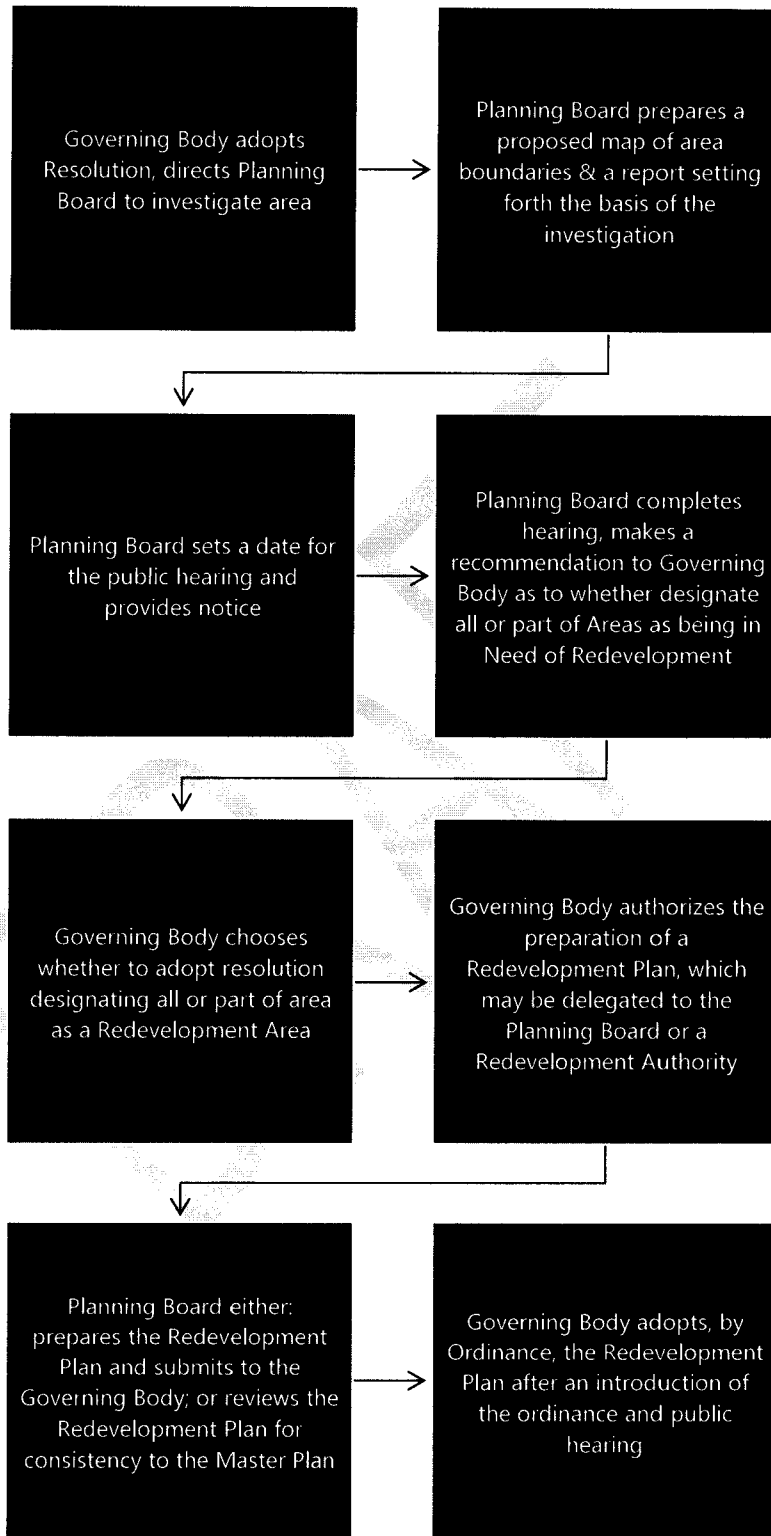 Governing Body adopts
Resolution, directs Planning
Board to investigate area
Planning Board prepares a
proposed map of area
boundaries & a report setting
forth the basis of the
investigation
Planning Board sets a date for
the public hearing and
provides notice
Planning Board completes
hearing, makes a
recommendation to Governing
Body as to whether designate
all or part of Areas as being in
Need of Redevelopment
Governing Body chooses
whether to adopt resolution
designating all or part of area
as a Redevelopment Area
Governing Body authorizes the
preparation of a
Redevelopment Plan, which
may be delegated to the
Planning Board or a
Redevelopment Authority
Planning Board either:
prepares the Redevelopment
Plan and submits to the
Governing Body; or reviews the
Redevelopment Plan for
consistency to the Master Plan
Governing Body adopts, by
Ordinance, the Redevelopment
Plan after an introduction of
the ordinance and public
hearing